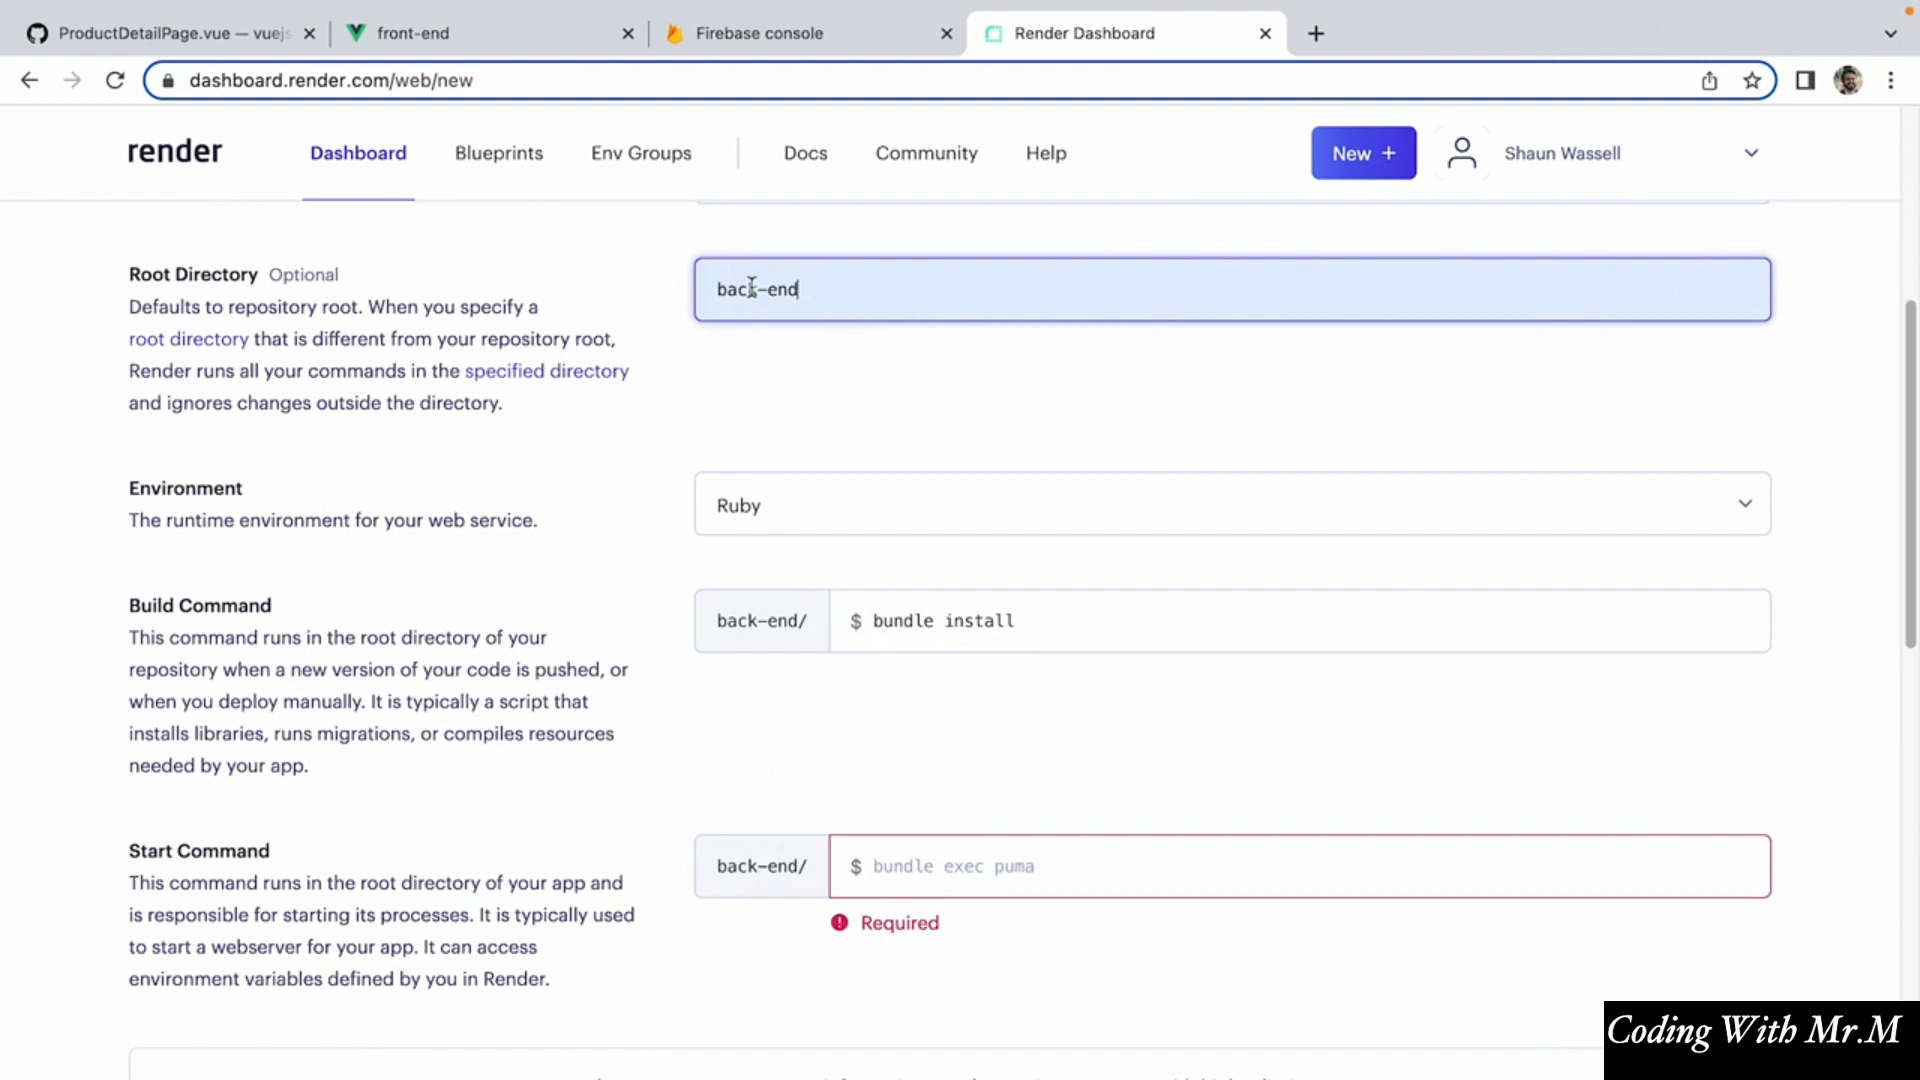 ProductDetailPage.vue — vuejs
front-end
Firebase console
Render Dashboard
dashboard.render.com/web/new
render
Dashboard
Blueprints
Env Groups
Docs
Community
Help
New +
Shaun Wassell
Root Directory Optional
Defaults to repository root. When you specify a
root directory that is different from your repository root,
Render runs all your commands in the specified directory
and ignores changes outside the directory.
back-end
Environment
The runtime environment for your web service.
Ruby
Build Command
This command runs in the root directory of your
repository when a new version of your code is pushed, or
when you deploy manually. It is typically a script that
installs libraries, runs migrations, or compiles resources
needed by your app.
back-end/ $ bundle install
Start Command
This command runs in the root directory of your app and
is responsible for starting its processes. It is typically used
to start a webserver for your app. It can access
environment variables defined by you in Render.
back-end/ $ bundle exec puma
Required
Coding With Mr.M